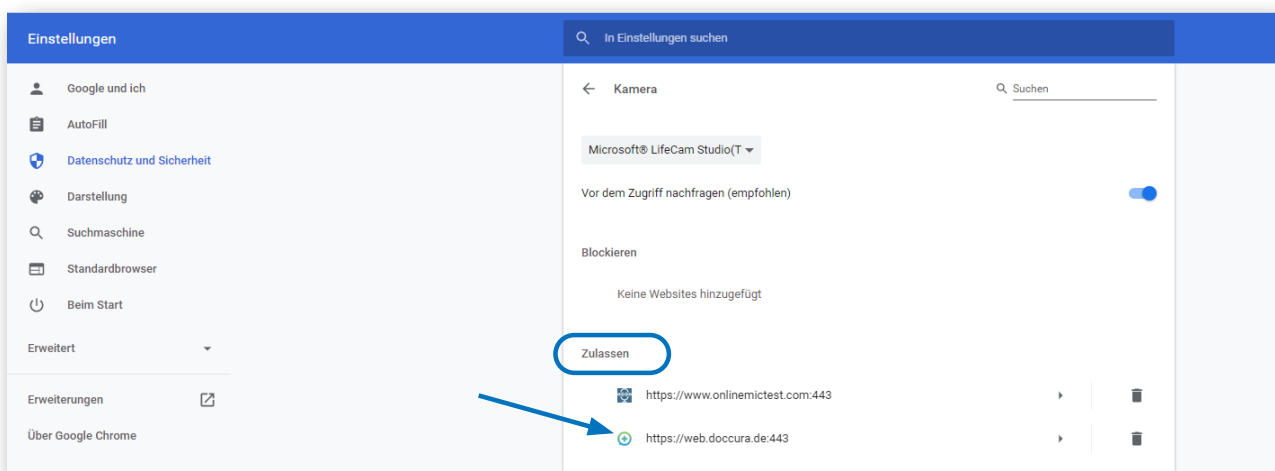 Einstellungen
In Einstellungen suchen
Google und ich
AutoFill
Datenschutz und Sicherheit
Darstellung
Suchmaschine
Standardbrowser
Beim Start
Erweitert
Erweiterungen
Über Google Chrome
Kamera
Suchen
Microsoft® LifeCam Studio(T
Vor dem Zugriff nachfragen (empfohlen)
Blockieren
Keine Websites hinzugefügt
Zulassen
https://www.onlinemictest.com:443
https://web.doccura.de:443